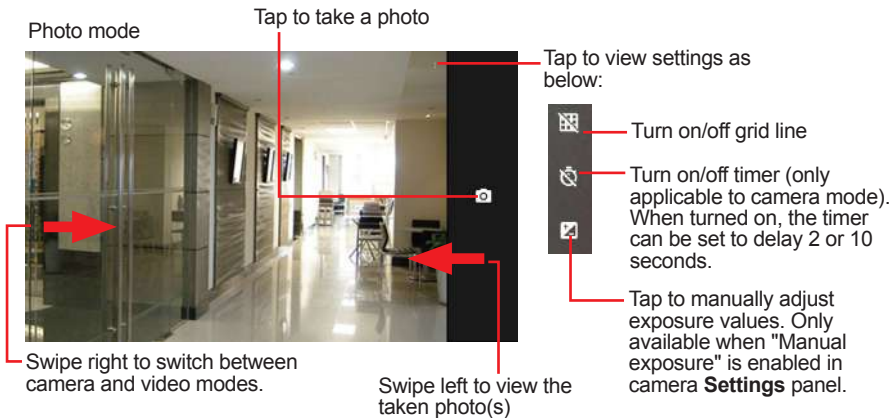 Tap to take a photo
Photo mode
Tap to view settings as
below:
Turn on/off grid line
Turn on/off timer (only
applicable to camera mode).
When turned on, the timer
can be set to delay 2 or 10
seconds.
Tap to manually adjust
exposure values. Only
available when "Manual
exposure" is enabled in
camera Settings panel.
Swipe right to switch between
camera and video modes.
Swipe left to view the
taken photo(s)